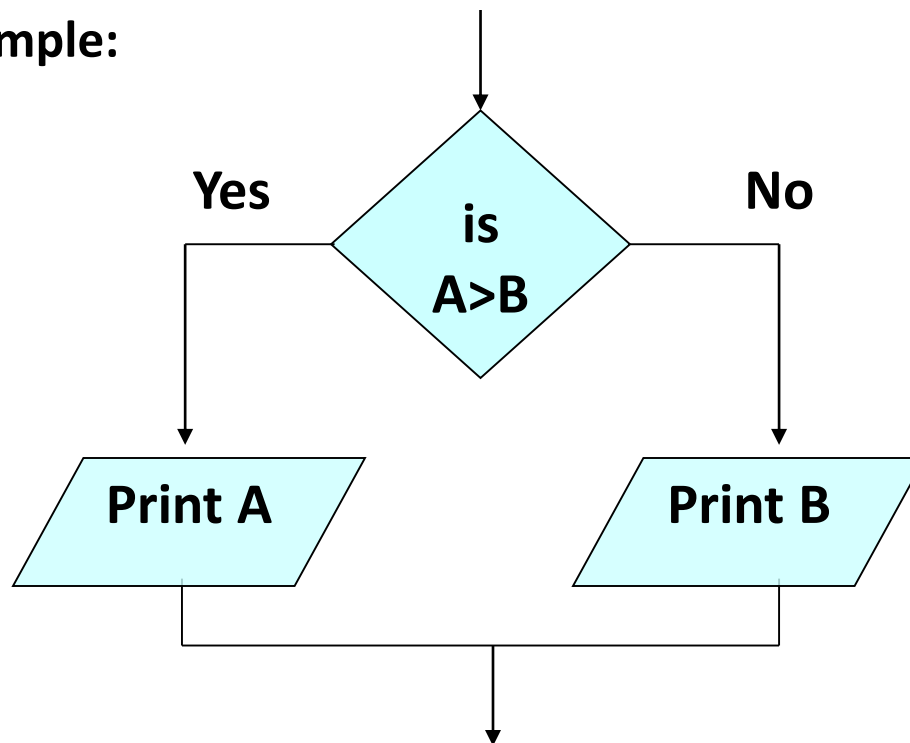 mple:
Yes
No
is
A>B
Print A
Print B